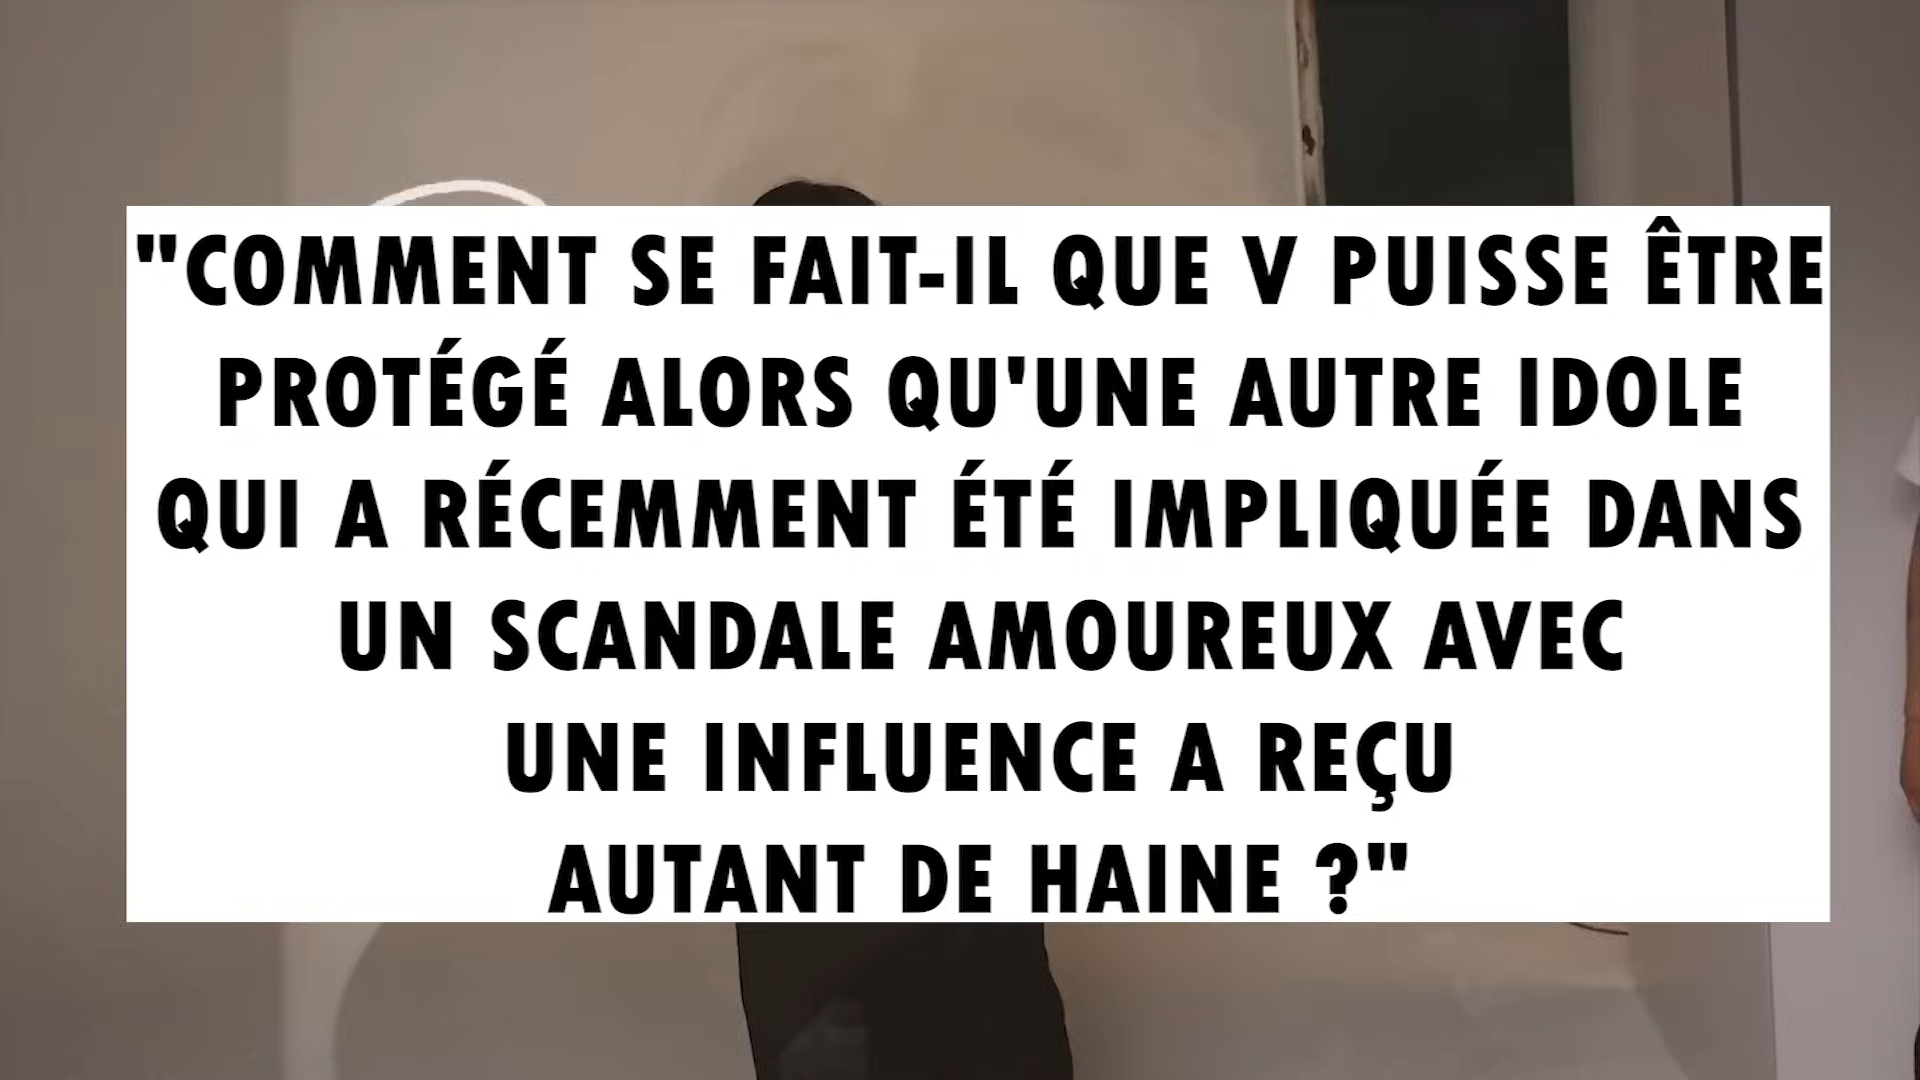 "COMMENT SE FAIT-IL QUE V PUISSE ÊTRE
PROTÉGÉ ALORS QU'UNE AUTRE IDOLE
QUI A RÉCEMMENT ÉTÉ IMPLIQUÉE DANS
UN SCANDALE AMOUREUX AVEC
UNE INFLUENCE A REÇU
AUTANT DE HAINE ?"